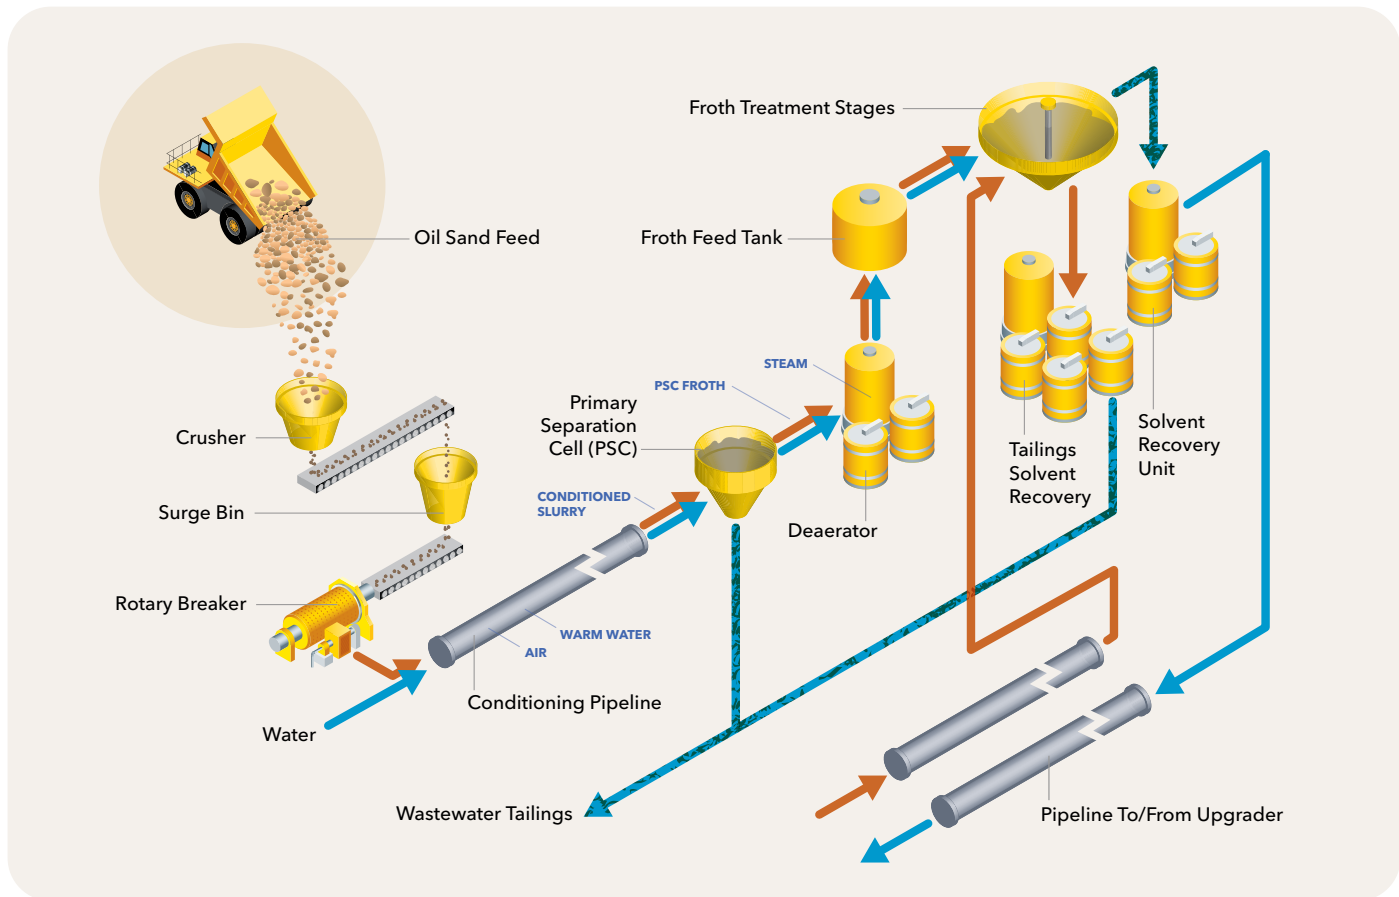 Froth Treatment Stages
Oil Sand Feed
Froth Feed Tank
STEAM
PSC FROTH
Primary
Separation
Cell (PSC)
Crusher
Solvent
Recovery
Unit
Tailings
Solvent
Recovery
CONDITIONED
SLURRY
Surge Bin
Deaerator
Rotary Breaker
WARM WATER
AIR
Conditioning Pipeline
Water
Wastewater Tailings
Pipeline To/From Upgrader